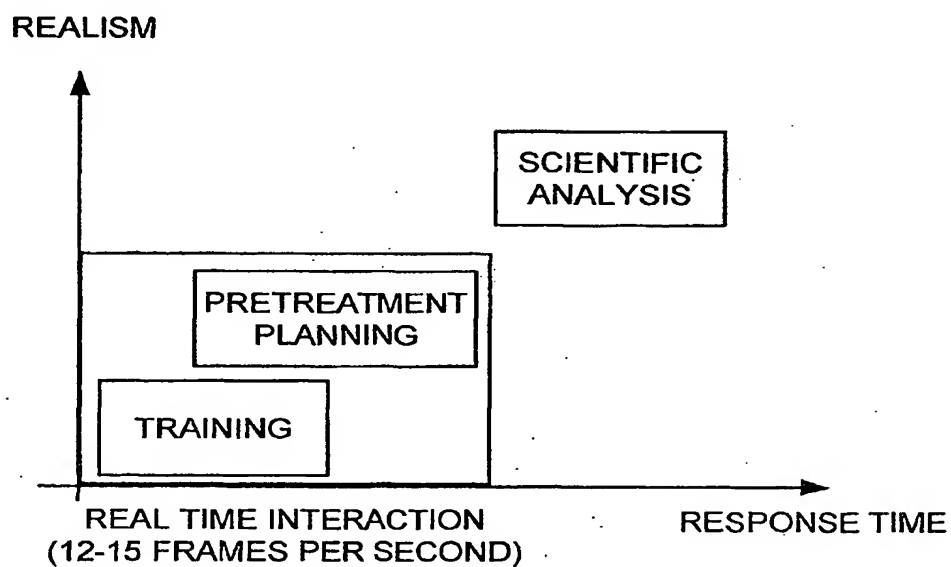 REALISM
SCIENTIFIC
ANALYSIS
PRETREATMENT
PLANNING
TRAINING
REAL TIME INTERACTION
(12-15 FRAMES PER SECOND)
RESPONSE TIME